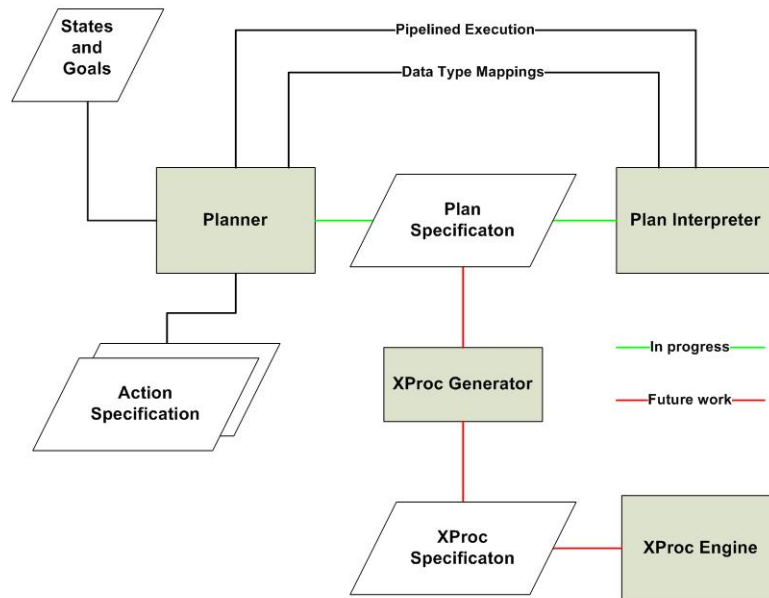 States
and
Goals
Pipelined Execution
Data Type Mappings
Planner
Plan
Specificaton
Plan Interpreter
Action
Specification
XProc Generator
In progress
Future work
XProc
Specificaton
XProc Engine